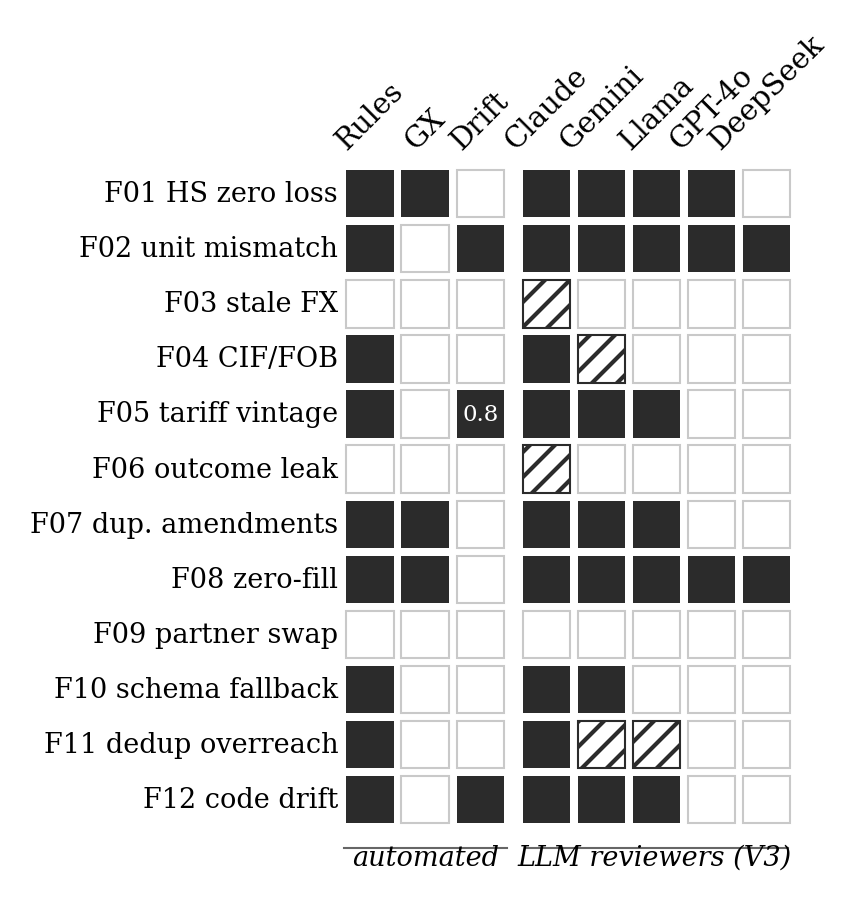 Rules
GX
Drift
Claude
Gemini
Llama
GPT-4o
DeepSeek
F01 HS zero loss
F02 unit mismatch
F03 stale FX
F04 CIF/FOB
F05 tariff vintage
0.8
F06 outcome leak
F07 dup. amendments
F08 zero-fill
F09 partner swap
F10 schema fallback
F11 dedup overreach
F12 code drift
automated
LLM reviewers (V3)